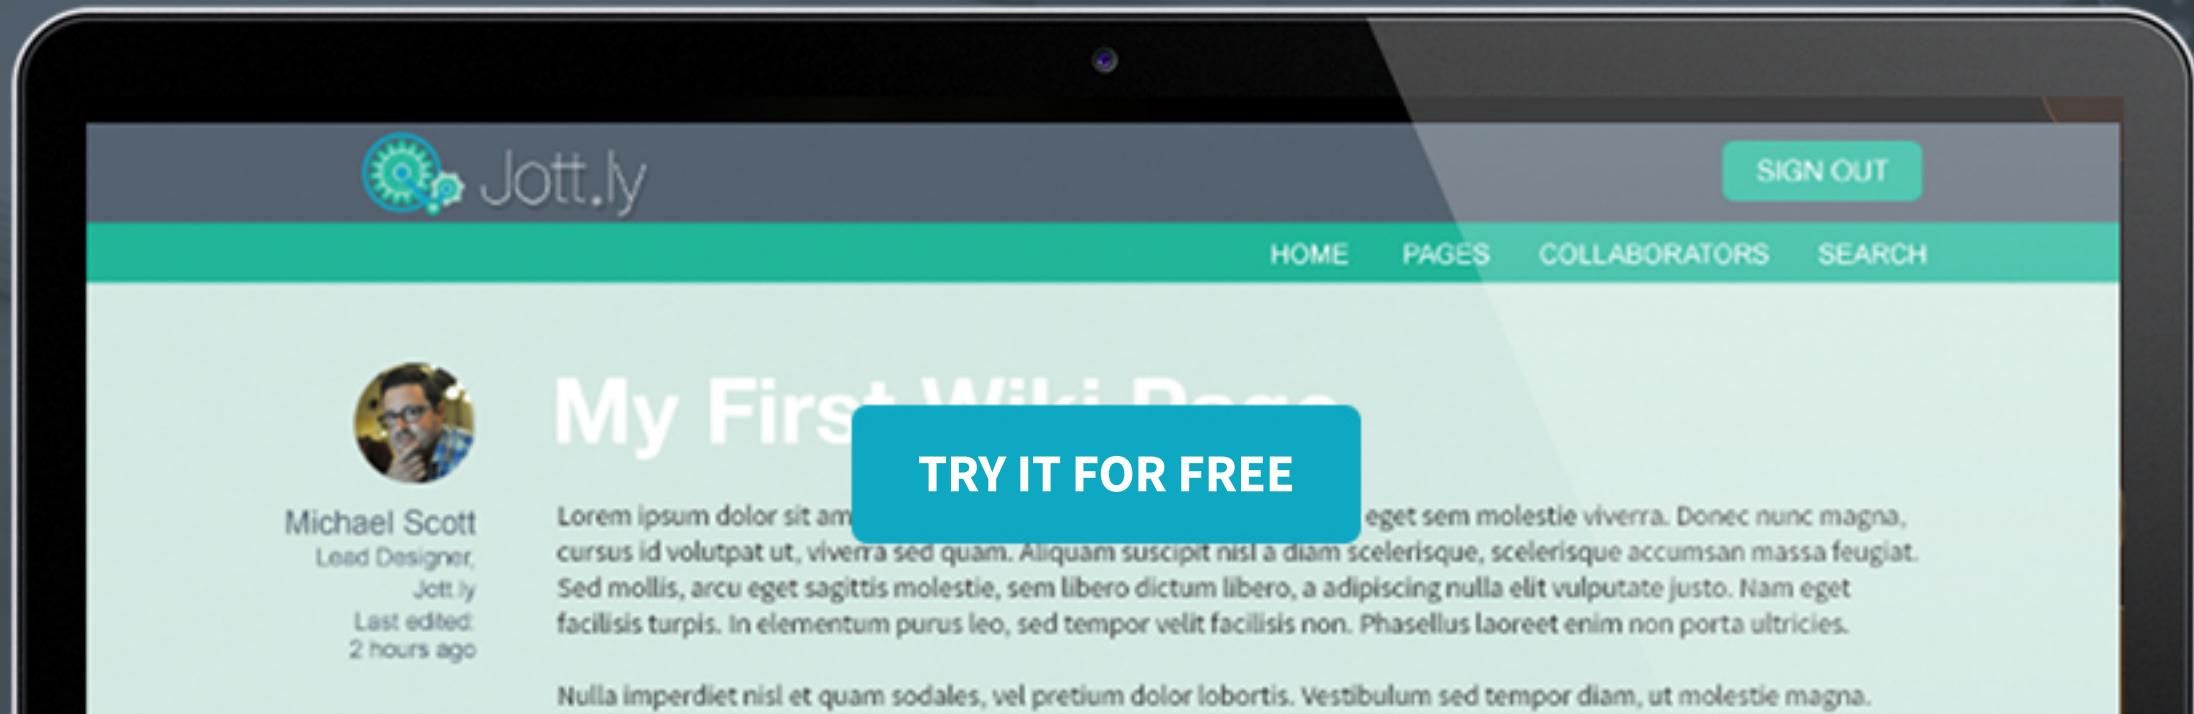 Jott.ly
SIGN OUT
HOME PAGES COLLABORATORS SEARCH
My First Wiki Page
TRY IT FOR FREE
Michael Scott
Lead Designer,
Jott.ly
Last edited:
2 hours ago
Lorem ipsum dolor sit am eget sem molestie viverra. Donec nunc magna,
cursus id volutpat ut, viverra sed quam. Aliquam suscipit nisl a diam scelerisque, scelerisque accumsan massa feugiat.
Sed mollis, arcu eget sagittis molestie, sem libero dictum libero, a adipiscing nulla elit vulputate justo. Nam eget
facilisis turpis. In elementum purus leo, sed tempor velit facilisis non. Phasellus laoreet enim non porta ultricies.
Nulla imperdiet nisl et quam sodales, vel pretium dolor lobortis. Vestibulum sed tempor diam, ut molestie magna.